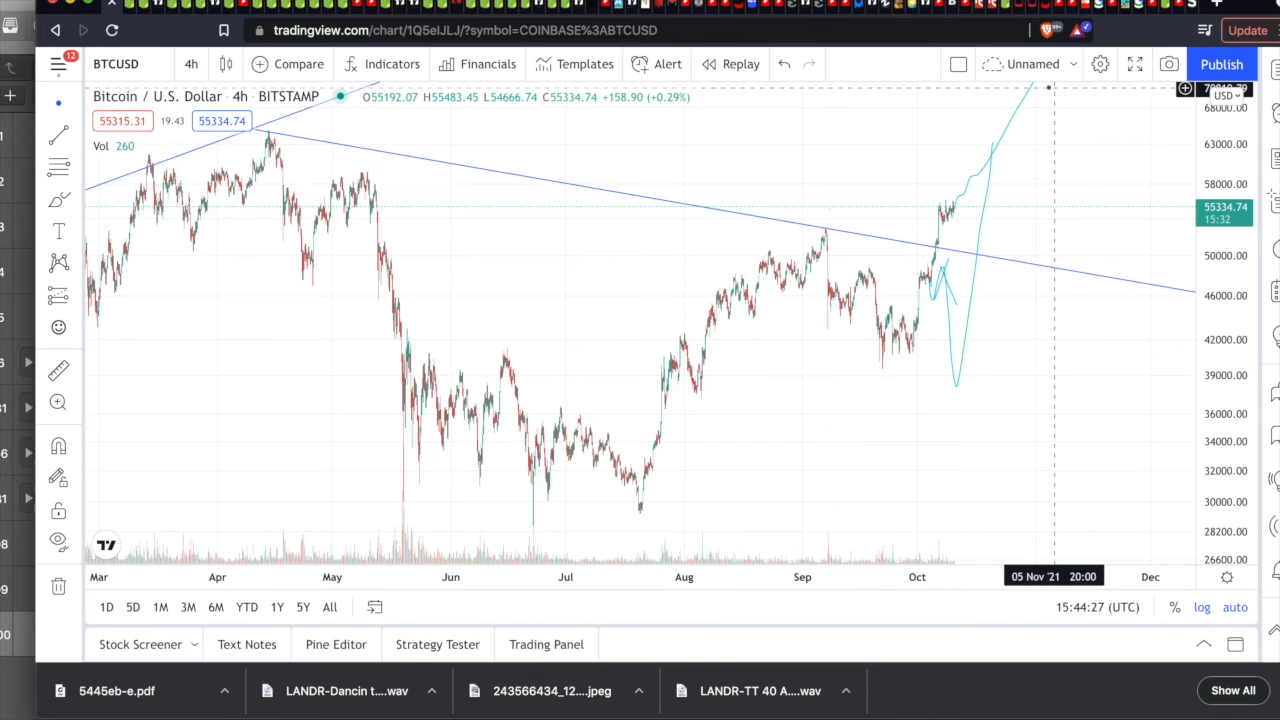 tradingview.com/chart/1Q5eIJLJ/?symbol=COINBASE%3ABTCUSD
99+
Update
12
BTCUSD
4h
Compare
Indicators
Financials
Templates
Alert
Replay
Unnamed
Publish
Bitcoin / U.S. Dollar · 4h · BITSTAMP
O55192.07 H55483.45 L54666.74 C55334.74 +158.90 (+0.29%)
USD
68000.00
55315.31
19.43
55334.74
Vol 260
63000.00
58000.00
55334.74
15:32
50000.00
46000.00
42000.00
39000.00
36000.00
34000.00
32000.00
30000.00
28200.00
26600.00
Mar
Apr
May
Jun
Jul
Aug
Sep
Oct
05 Nov '21 20:00
Dec
1D
5D
1M
3M
6M
YTD
1Y
5Y
All
15:44:27 (UTC)
%
log
auto
Stock Screener
Text Notes
Pine Editor
Strategy Tester
Trading Panel
5445eb-e.pdf
LANDR-Dancin t....wav
243566434_12....jpeg
LANDR-TT 40 A....wav
Show All